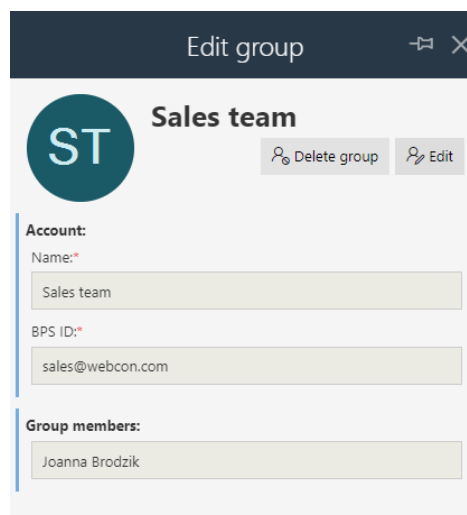 Edit group
ST
Sales team
Delete group
Edit
Account:
Name:*
Sales team
BPS ID:*
sales@webcon.com
Group members:
Joanna Brodzik